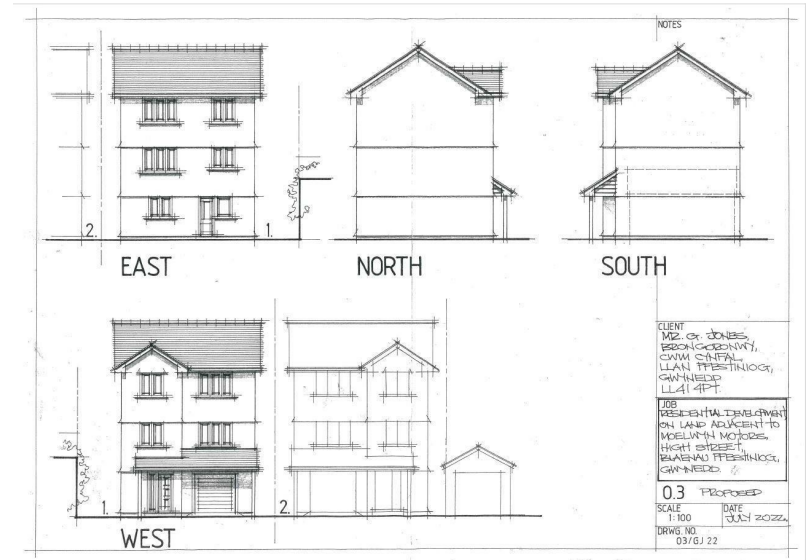 NOTES
2.
1.
EAST
NORTH
SOUTH
1.
2.
WEST
CLIENT
MR. G. JONES,
BRONGORONWY,
CWM CYNFAL,
LLAN FFESTINIOG,
GWYNEDD
LL41 4PT.
JOB
RESIDENTIAL DEVELOPMENT
ON LAND ADJACENT TO
MOELWYN MOTORS,
HIGH STREET,
BLAENAU FFESTINIOG,
GWYNEDD.
0.3 PROPOSED
SCALE
1:100
DATE
JULY 2022
DRWG. NO.
03/GJ 22